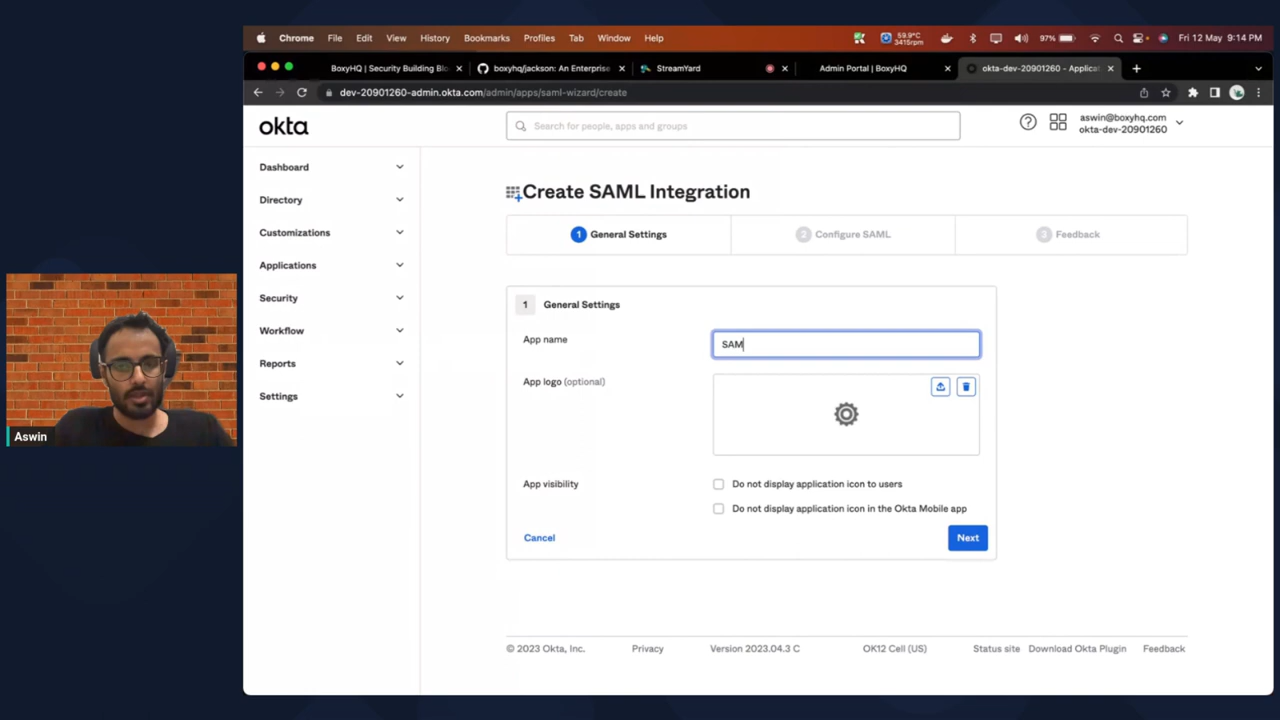 Chrome File Edit View History Bookmarks Profiles Tab Window Help 59.9°C 3415rpm 97% Fri 12 May 9:14 PM
BoxyHQ | Security Building Blo
boxyhq/jackson: An Enterprise
StreamYard
Admin Portal | BoxyHQ
okta-dev-20901260 - Applicat
dev-20901260-admin.okta.com/admin/apps/saml-wizard/create
okta
Search for people, apps and groups
aswin@boxyhq.com
okta-dev-20901260
Dashboard
Directory
Customizations
Applications
Security
Workflow
Reports
Settings
Create SAML Integration
1 General Settings
2 Configure SAML
3 Feedback
1 General Settings
App name
SAM
App logo (optional)
App visibility
Do not display application icon to users
Do not display application icon in the Okta Mobile app
Cancel
Next
Aswin
© 2023 Okta, Inc. Privacy Version 2023.04.3 C OK12 Cell (US) Status site Download Okta Plugin Feedback